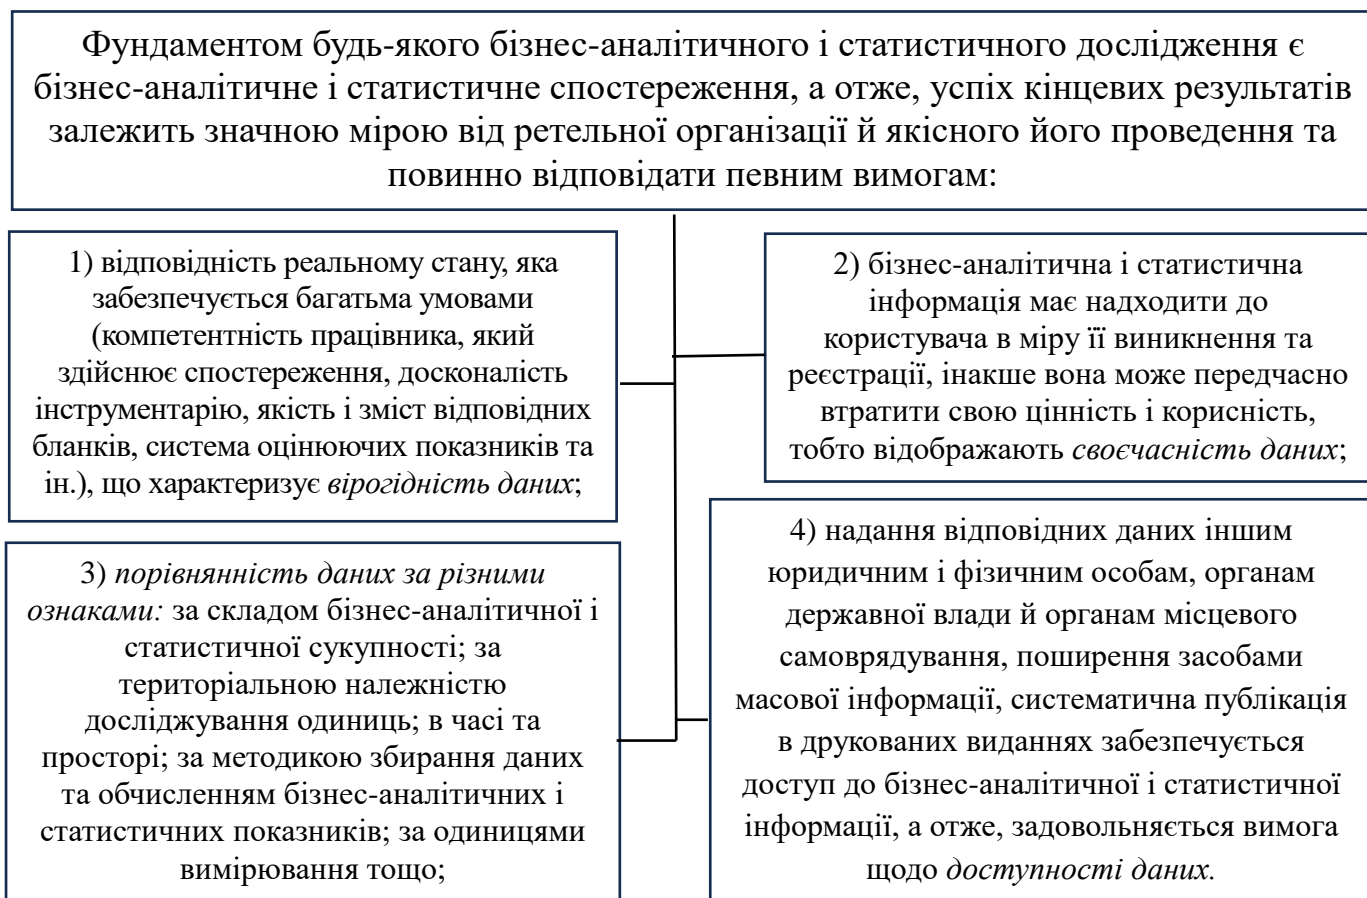 Фундаментом будь-якого бізнес-аналітичного і статистичного дослідження є
бізнес-аналітичне і статистичне спостереження, а отже, успіх кінцевих результатів
залежить значною мірою від ретельної організації й якісного його проведення та
повинно відповідати певним вимогам:
1) відповідність реальному стану, яка
забезпечується багатьма умовами
(компетентність працівника, який
здійснює спостереження, досконалість
інструментарію, якість і зміст відповідних
бланків, система оцінюючих показників та
ін.), що характеризує вірогідність даних;
2) бізнес-аналітична і статистична
інформація має надходити до
користувача в міру її виникнення та
реєстрації, інакше вона може передчасно
втратити свою цінність і корисність,
тобто відображають своєчасність даних;
3) порівнянність даних за різними
ознаками: за складом бізнес-аналітичної і
статистичної сукупності; за
територіальною належністю
досліджування одиниць; в часі та
просторі; за методикою збирання даних
та обчисленням бізнес-аналітичних і
статистичних показників; за одиницями
вимірювання тощо;
4) надання відповідних даних іншим
юридичним і фізичним особам, органам
державної влади й органам місцевого
самоврядування, поширення засобами
масової інформації, систематична публікація
в друкованих виданнях забезпечується
доступ до бізнес-аналітичної і статистичної
інформації, а отже, задовольняється вимога
щодо доступності даних.